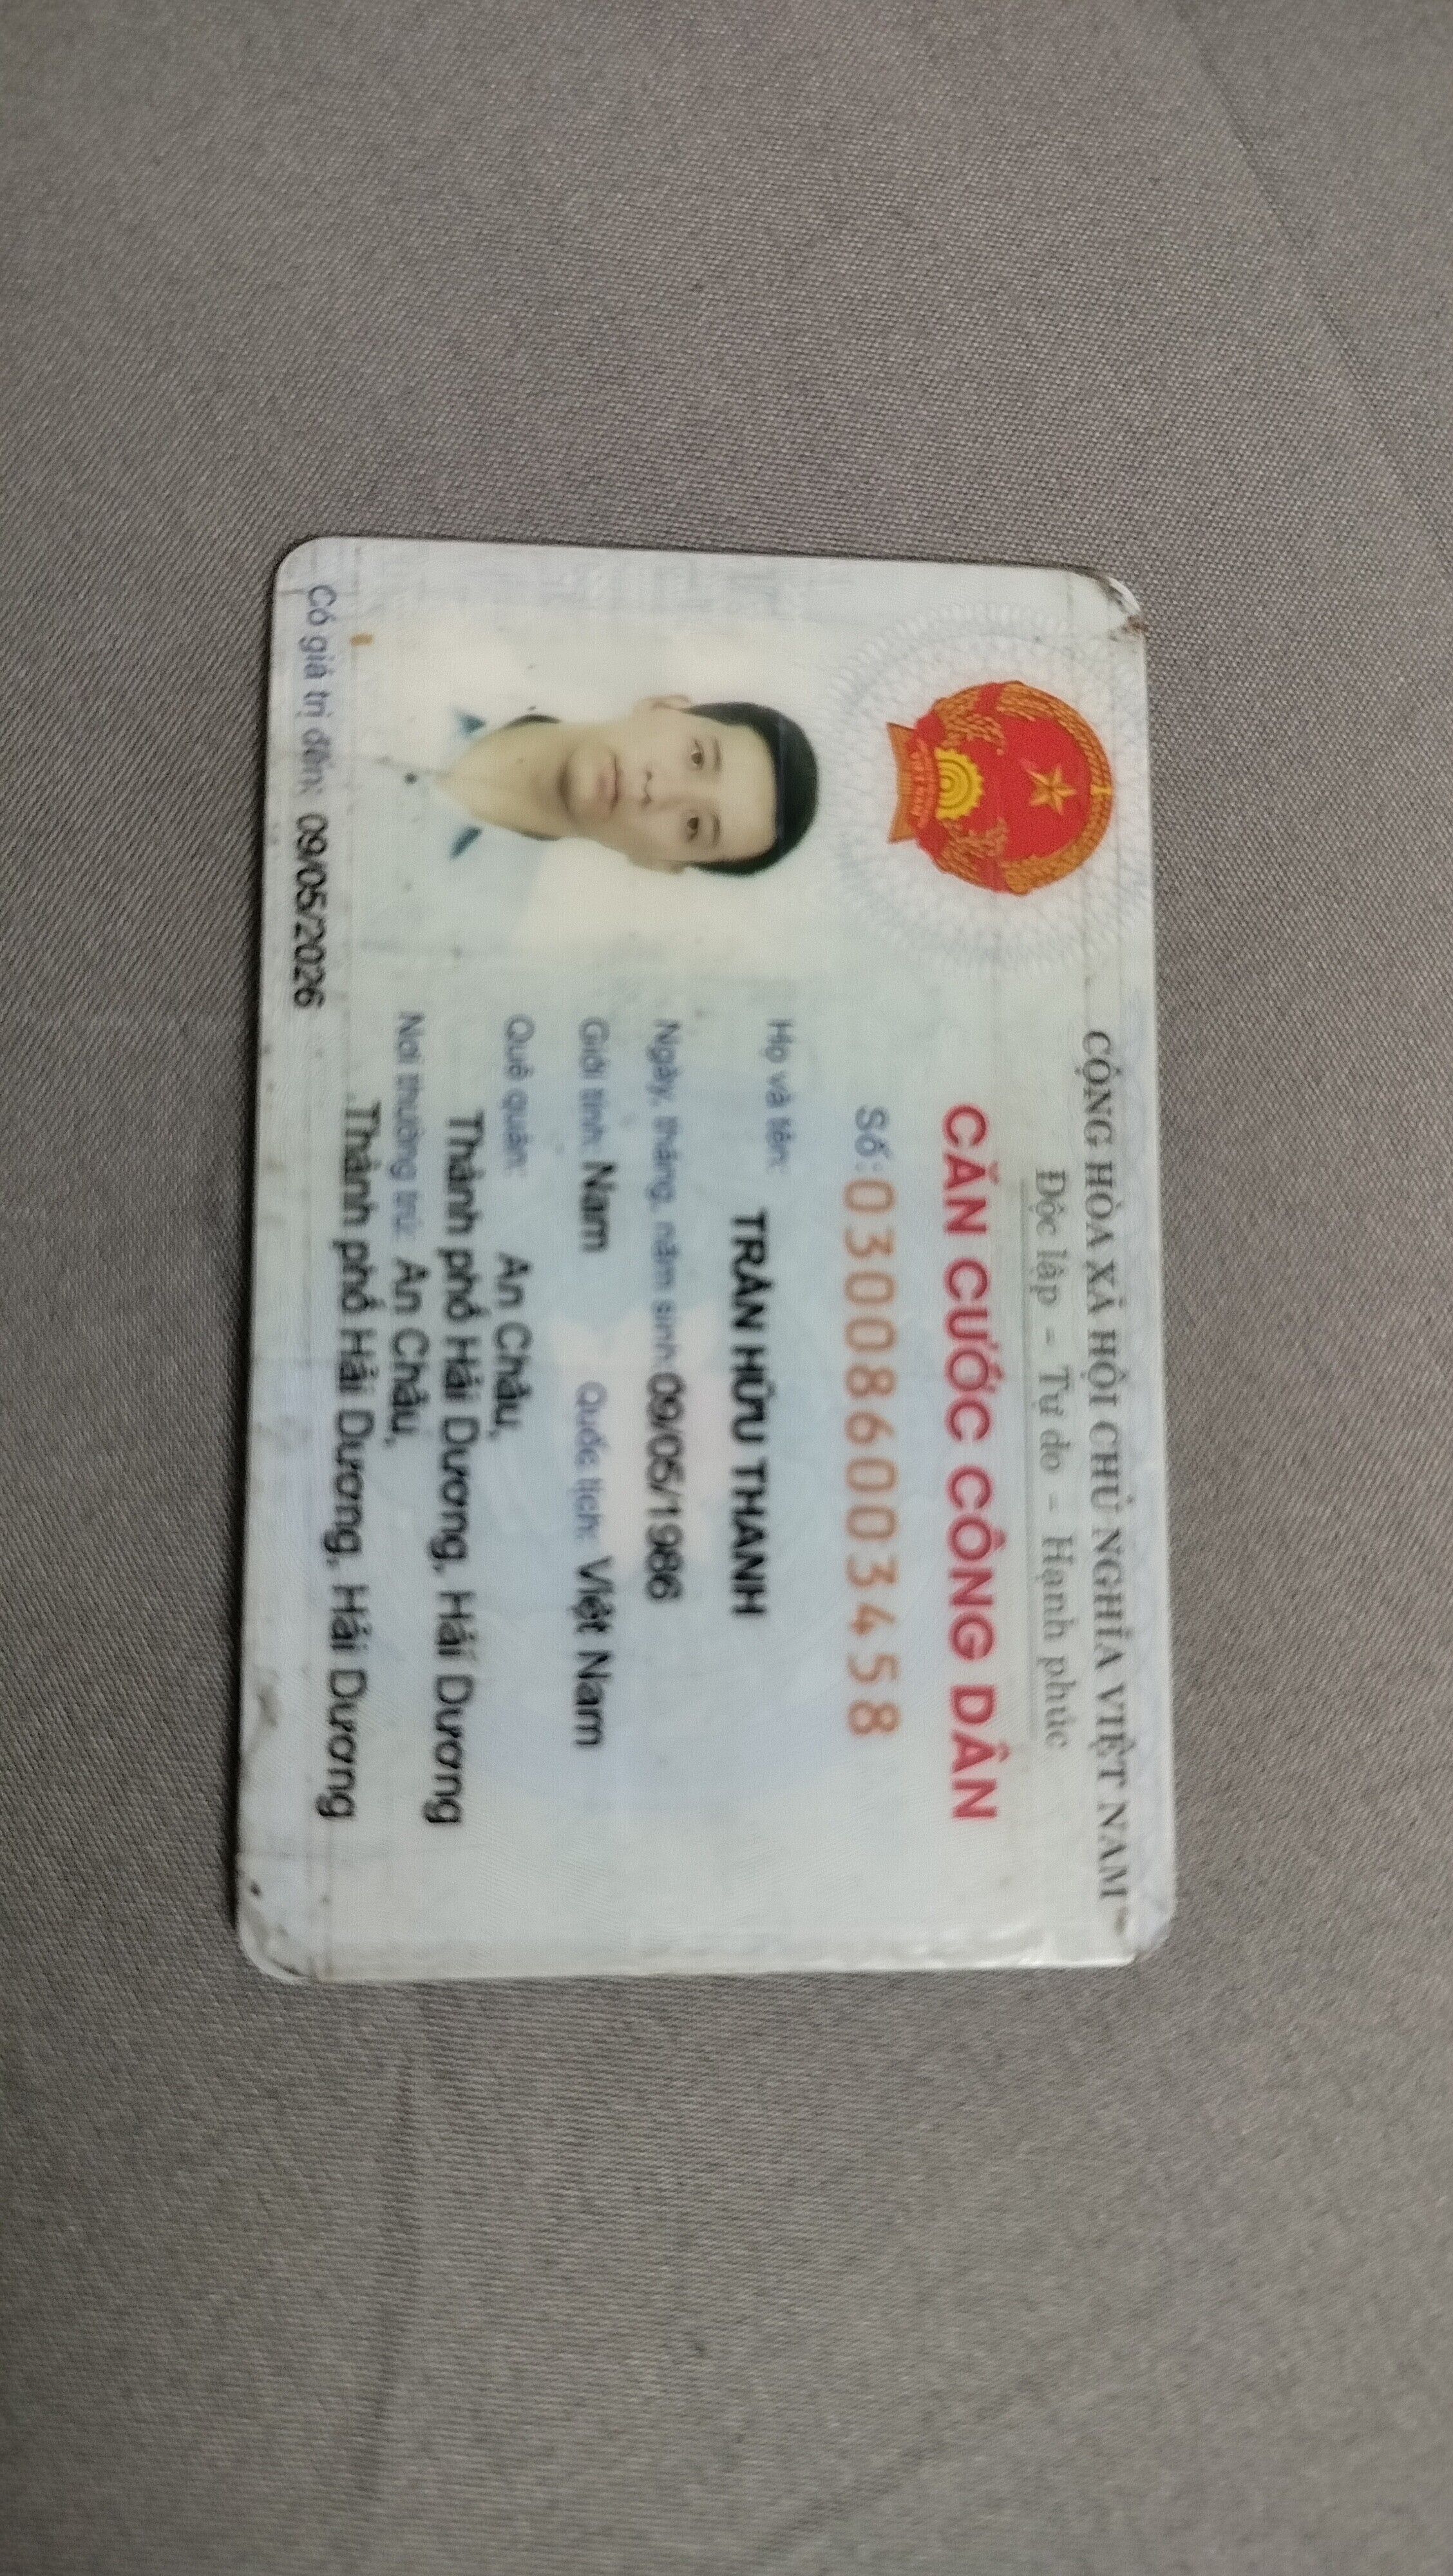 CỘNG HÒA XÃ HỘI CHỦ NGHĨA VIỆT NAM
Độc lập - Tự do - Hạnh phúc
CĂN CƯỚC CÔNG DÂN
Số: 030086003458
Họ và tên:
TRẦN HỮU THANH
Ngày, tháng, năm sinh: 09/05/1986
Giới tính: Nam Quốc tịch: Việt Nam
Quê quán: An Châu,
Thành phố Hải Dương, Hải Dương
Nơi thường trú: An Châu,
Thành phố Hải Dương, Hải Dương
Có giá trị đến: 09/05/2026
VIỆT NAM